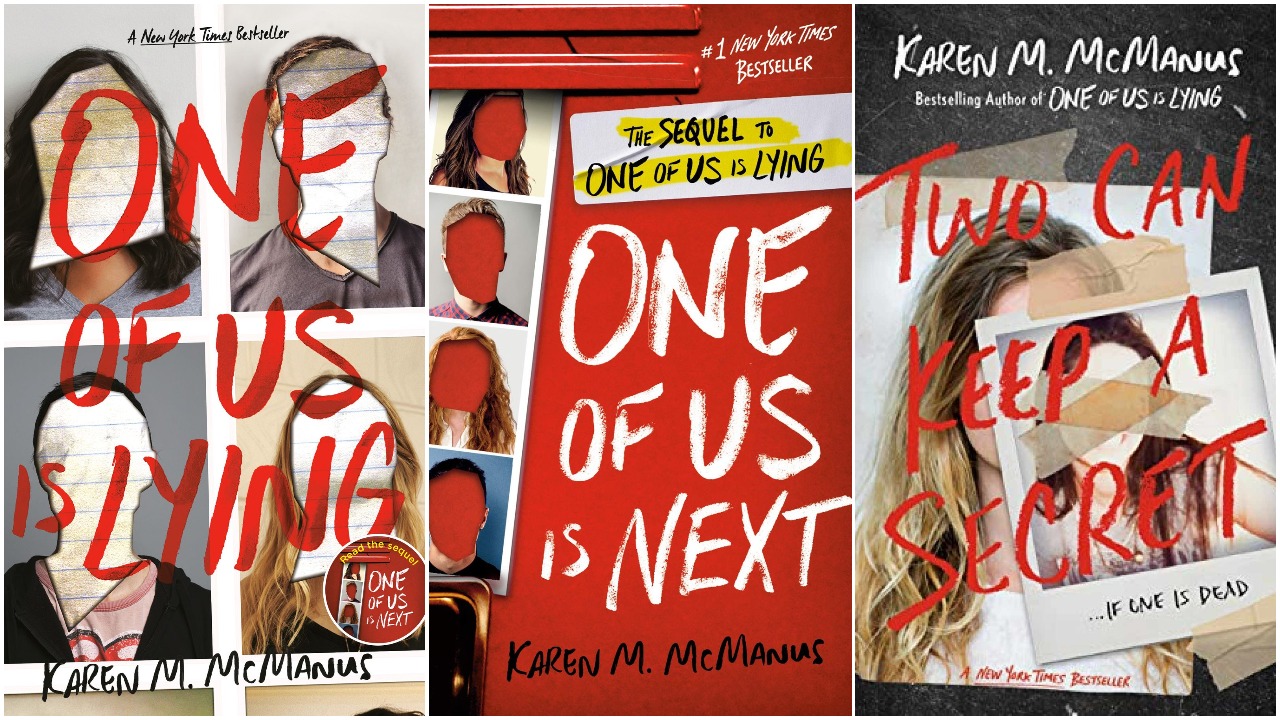 A New York Times Bestseller
ONE
OF US
IS LYING
Read the sequel
ONE
OF US
IS NEXT
KAREN M. McMANUS
#1 NEW YORK TIMES
BESTSELLER
THE SEQUEL TO
ONE OF US IS LYING
ONE
OF US
IS NEXT
KAREN M. McMANUS
KAREN M. McMANUS
Bestselling Author of ONE OF US IS LYING
TWO CAN
KEEP A
SECRET
...IF ONE IS DEAD
A NEW YORK TIMES BESTSELLER